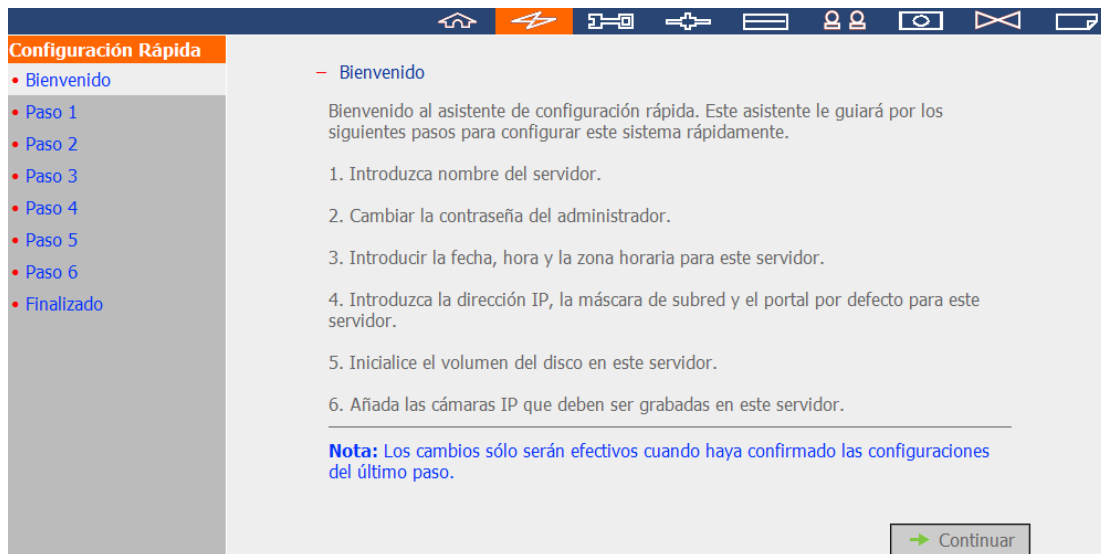 Configuración Rápida
• Bienvenido
• Paso 1
• Paso 2
• Paso 3
• Paso 4
• Paso 5
• Paso 6
• Finalizado
– Bienvenido
Bienvenido al asistente de configuración rápida. Este asistente le guiará por los
siguientes pasos para configurar este sistema rápidamente.
1. Introduzca nombre del servidor.
2. Cambiar la contraseña del administrador.
3. Introducir la fecha, hora y la zona horaria para este servidor.
4. Introduzca la dirección IP, la máscara de subred y el portal por defecto para este
servidor.
5. Inicialice el volumen del disco en este servidor.
6. Añada las cámaras IP que deben ser grabadas en este servidor.
Nota: Los cambios sólo serán efectivos cuando haya confirmado las configuraciones
del último paso.
Continuar